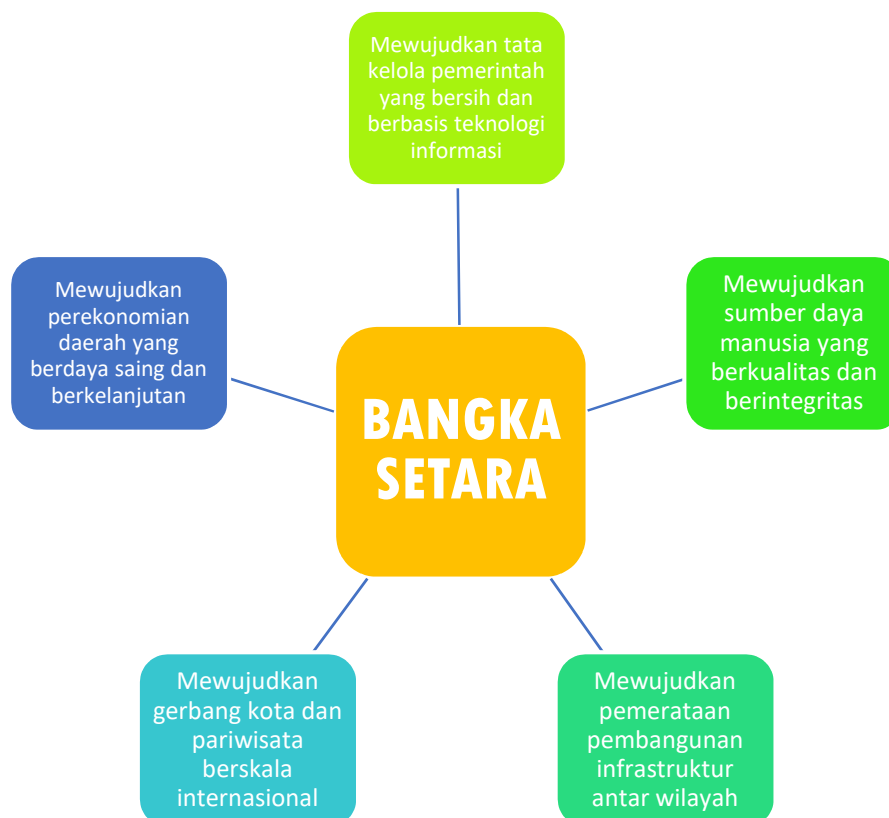 Mewujudkan tata
kelola pemerintah
yang bersih dan
berbasis teknologi
informasi
Mewujudkan
perekonomian
daerah yang
berdaya saing dan
berkelanjutan
Mewujudkan
sumber daya
manusia yang
berkualitas dan
berintegritas
BANGKA
SETARA
Mewujudkan
gerbang kota dan
pariwisata
berskala
internasional
Mewujudkan
pemerataan
pembangunan
infrastruktur
antar wilayah